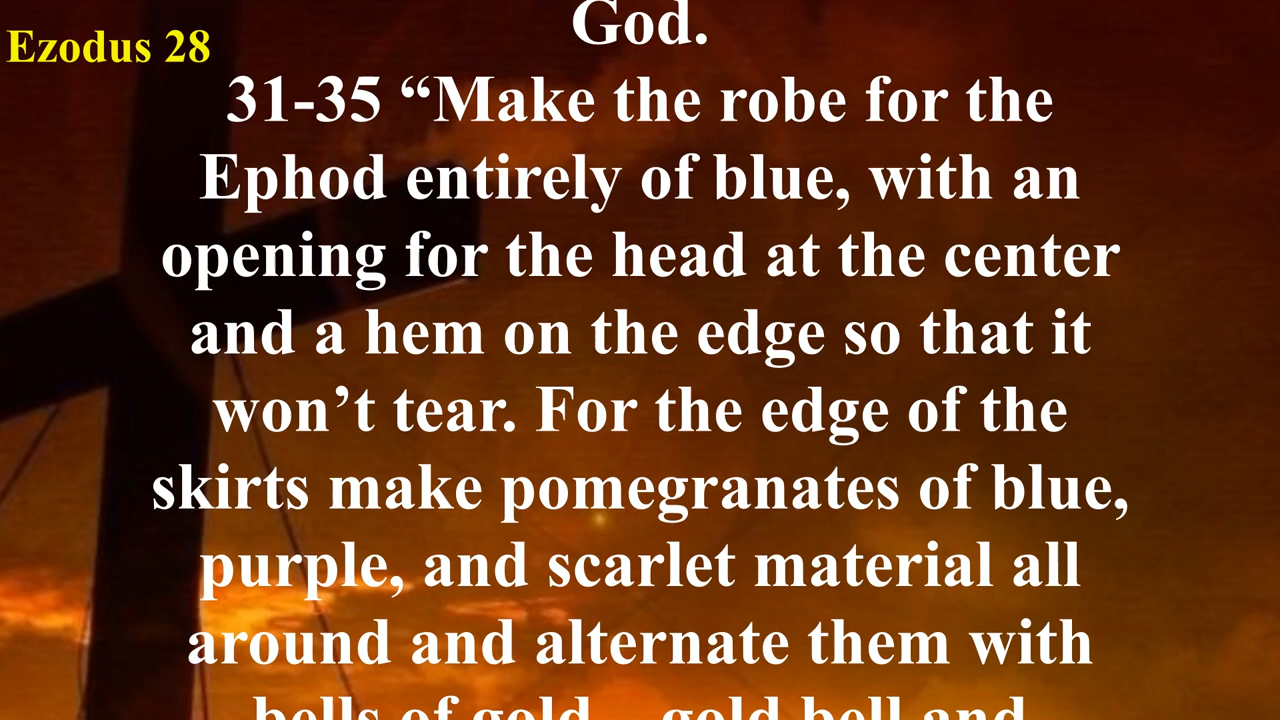 God.
Ezodus 28
31-35 “Make the robe for the
Ephod entirely of blue, with an
opening for the head at the center
and a hem on the edge so that it
won’t tear. For the edge of the
skirts make pomegranates of blue,
purple, and scarlet material all
around and alternate them with
bells of gold—gold bell and